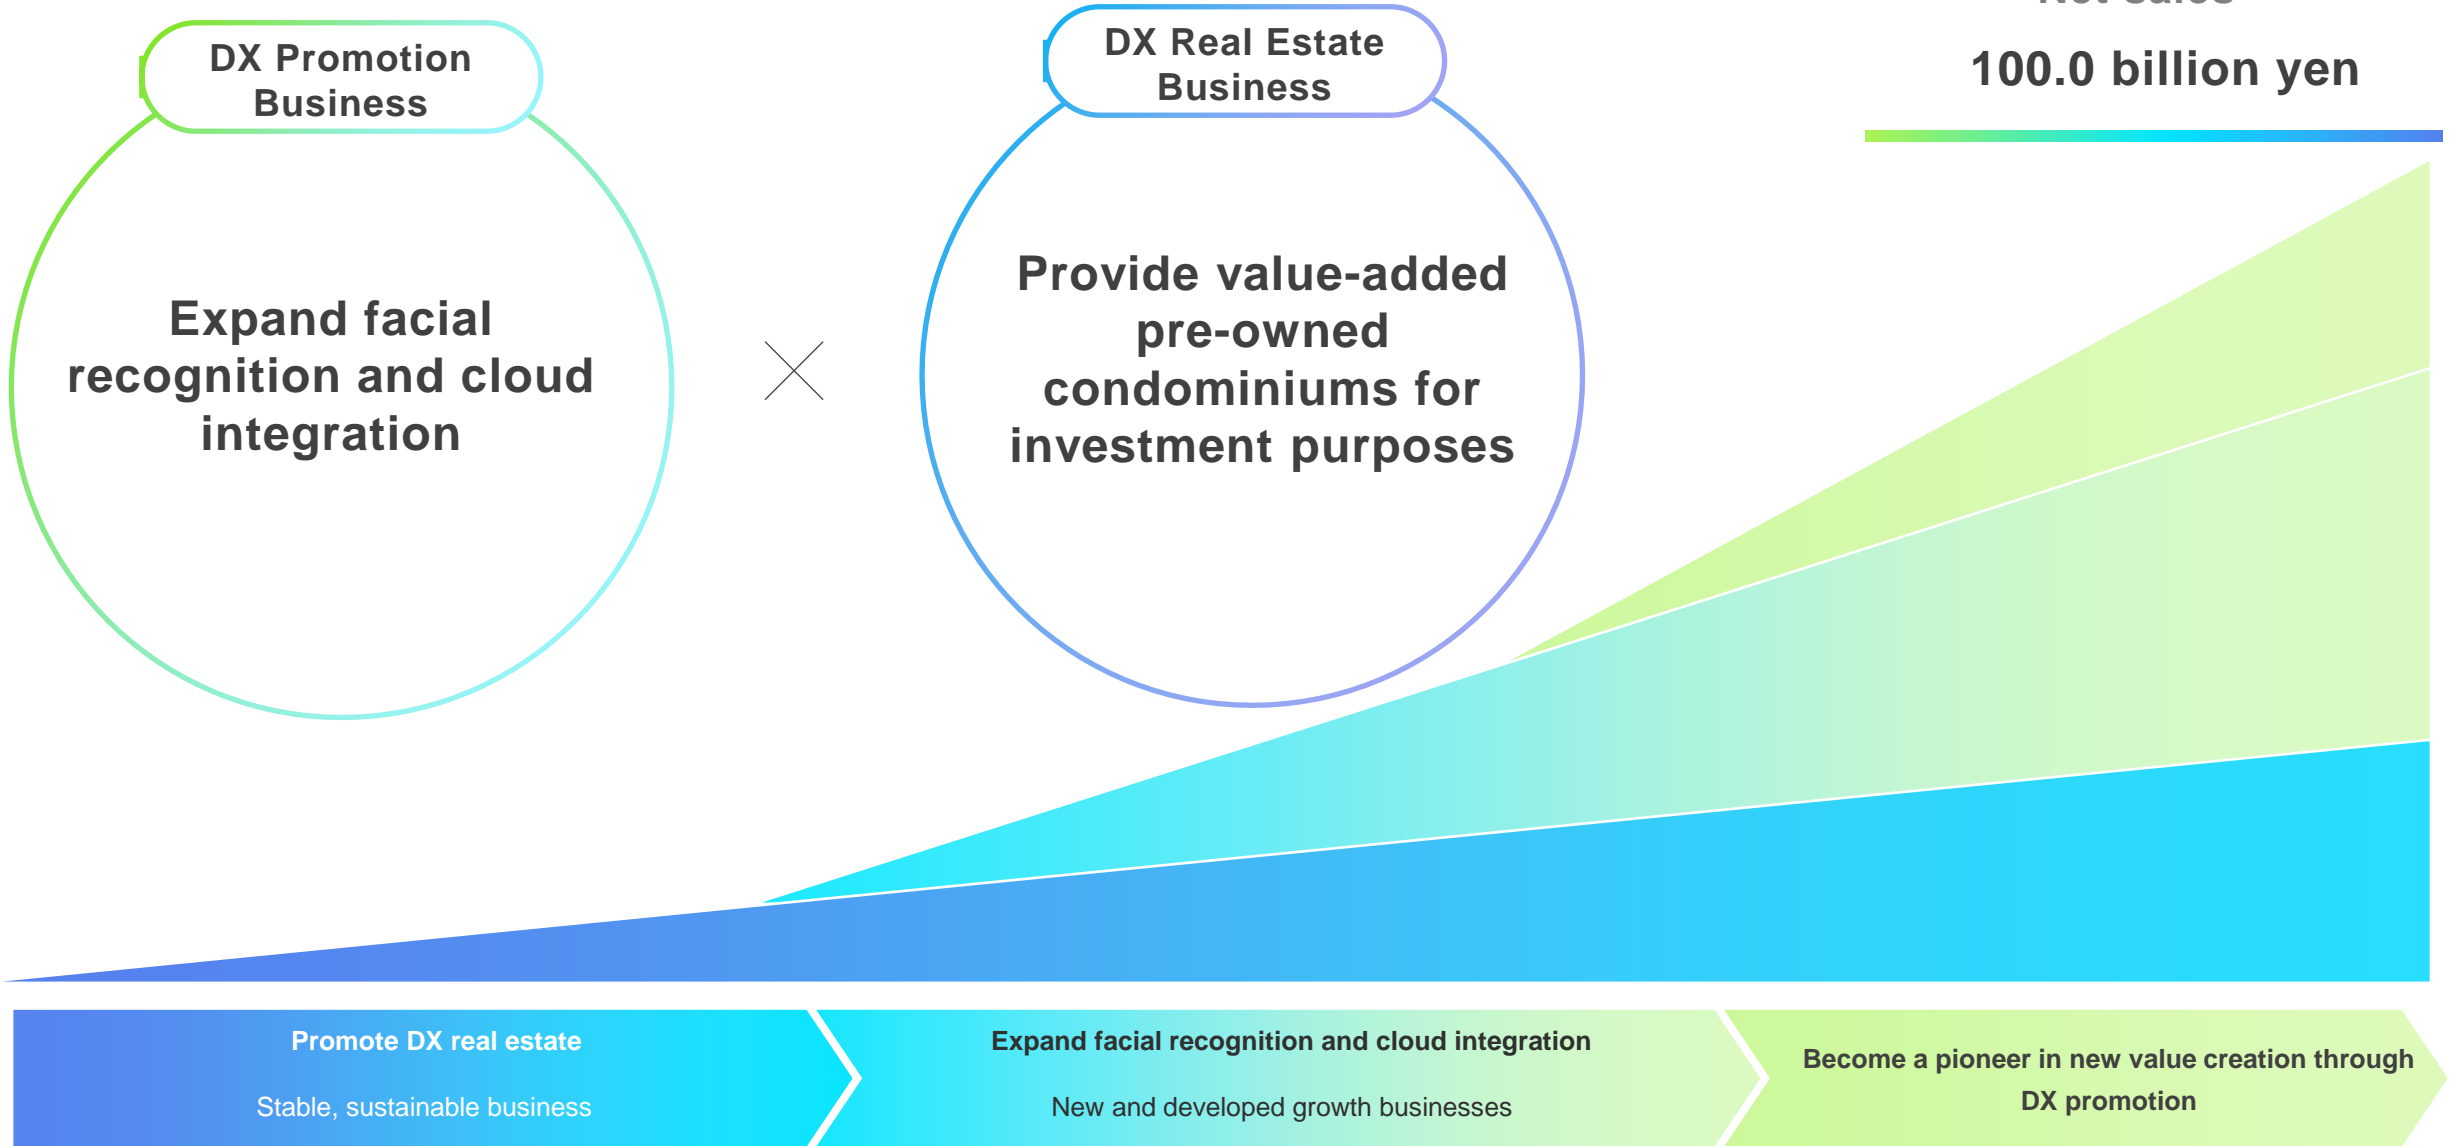 DX Promotion
Business
Expand facial
recognition and cloud
integration
DX Real Estate
Business
Provide value-added
pre-owned
condominiums for
investment purposes
Net sales
100.0 billion yen
Promote DX real estate
Stable, sustainable business
Expand facial recognition and cloud integration
New and developed growth businesses
Become a pioneer in new value creation through
DX promotion